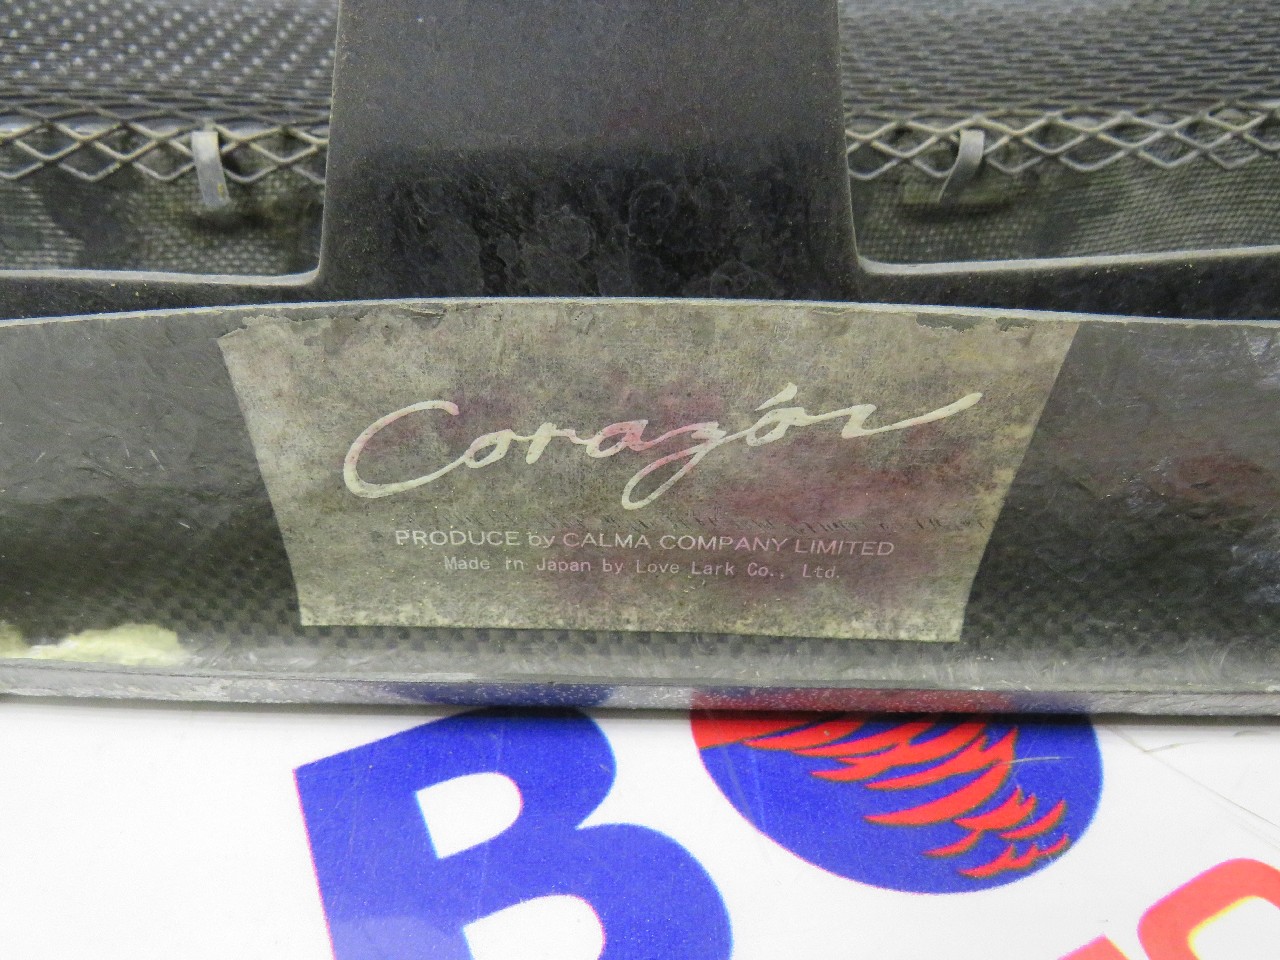 Corazón
PRODUCE by CALMA COMPANY LIMITED
Made in Japan by Love Lark Co., Ltd.
B